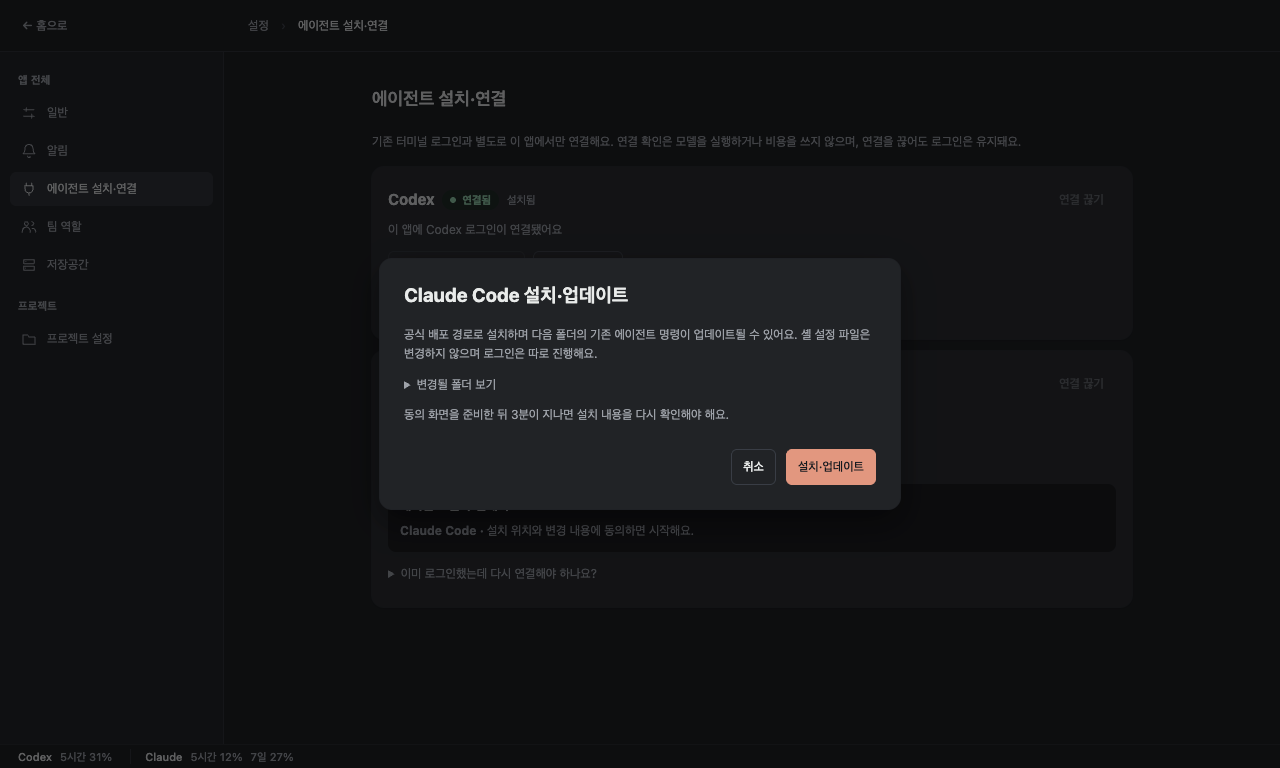 ← 홈으로
설정 › 에이전트 설치·연결
앱 전체
일반
알림
에이전트 설치·연결
팀 역할
저장공간
프로젝트
프로젝트 설정
에이전트 설치·연결
기존 터미널 로그인과 별도로 이 앱에서만 연결해요. 연결 확인은 모델을 실행하거나 비용을 쓰지 않으며, 연결을 끊어도 로그인은 유지돼요.
Codex ● 연결됨 설치됨 연결 끊기
이 앱에 Codex 로그인이 연결됐어요
Claude Code 설치·업데이트
공식 배포 경로로 설치하며 다음 폴더의 기존 에이전트 명령이 업데이트될 수 있어요. 셸 설정 파일은
변경하지 않으며 로그인은 따로 진행해요.
▶ 변경될 폴더 보기
동의 화면을 준비한 뒤 3분이 지나면 설치 내용을 다시 확인해야 해요.
취소 설치·업데이트
연결 끊기
Claude Code · 설치 위치와 변경 내용에 동의하면 시작해요.
▶ 이미 로그인했는데 다시 연결해야 하나요?
Codex 5시간 31% Claude 5시간 12% 7일 27%